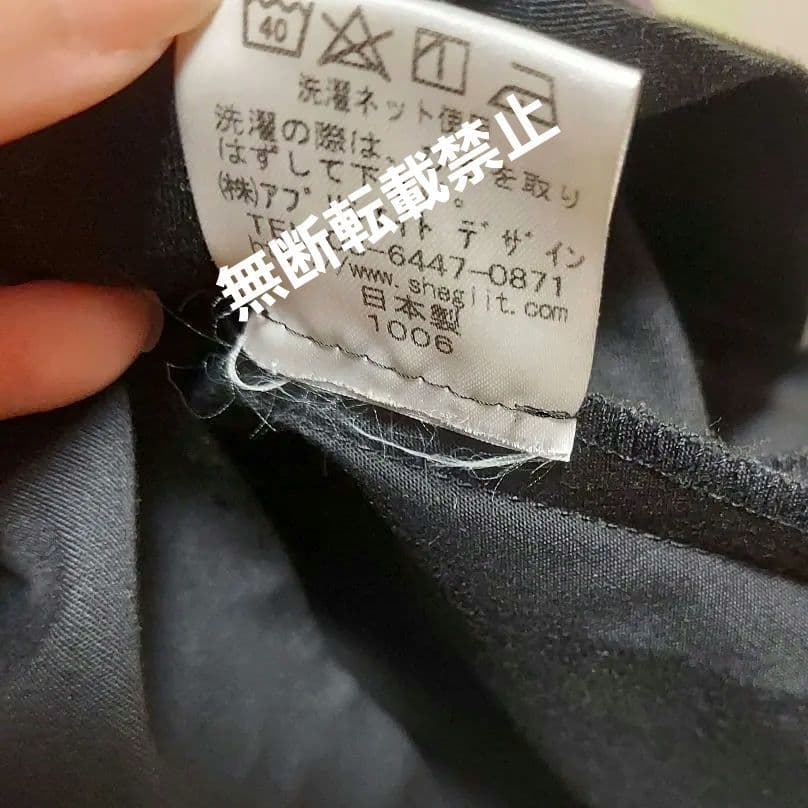 40
洗濯ネット使
洗濯の際は、
を取り
はずして下
(株)アプ
ト デザイン
TE
-6447-0871
www.shegiit.com
日本製
1006
無断転載禁止